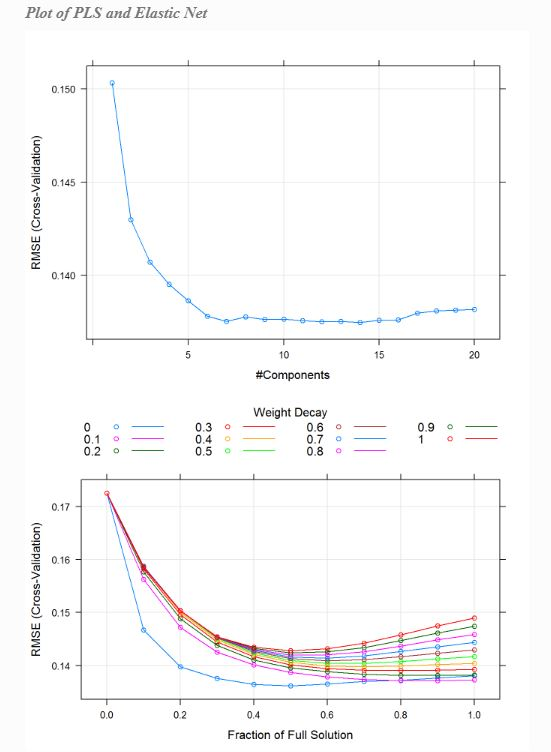 Plot of PLS and Elastic Net
0.150
0.145
0.140
RMSE (Cross-Validation)
5 10 15 20
#Components
Weight Decay
0 0.3 0.6 0.9
0.1 0.4 0.7 1
0.2 0.5 0.8
0.17
0.16
0.15
0.14
RMSE (Cross-Validation)
0.0 0.2 0.4 0.6 0.8 1.0
Fraction of Full Solution